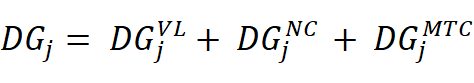 $DG_j = DG_j^{VL} + DG_j^{NC} + DG_j^{MTC}$